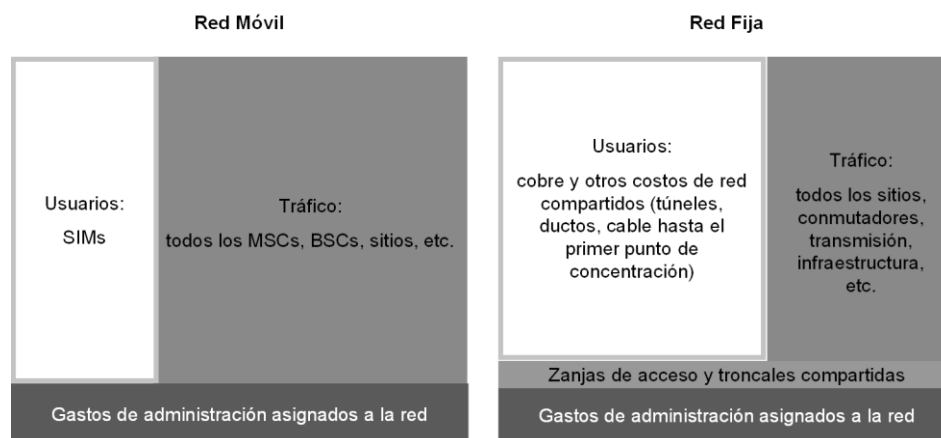 Red Móvil
Usuarios:
SIMs
Tráfico:
todos los MSCs, BSCs, sitios, etc.
Gastos de administración asignados a la red
Red Fija
Usuarios:
cobre y otros costos de red
compartidos (túneles,
ductos, cable hasta el
primer punto de
concentración)
Tráfico:
todos los sitios,
conmutadores,
transmisión,
infraestructura,
etc.
Zanjas de acceso y troncales compartidas
Gastos de administración asignados a la red